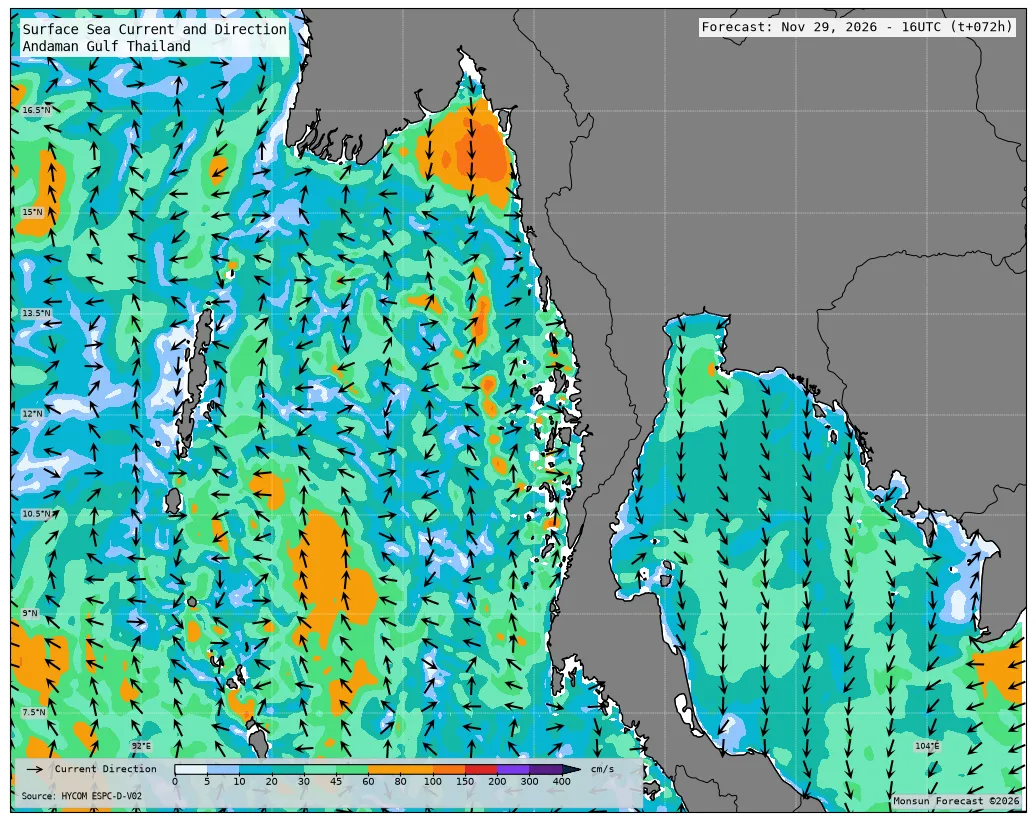 Surface Sea Current and Direction
Andaman Gulf Thailand
Forecast: Nov 29, 2026 - 16UTC (t+072h)
16.5°N
15°N
13.5°N
12°N
10.5°N
9°N
7.5°N
92°E
104°E
Current Direction
cm/s
0 5 10 20 30 45 60 80 100 150 200 300 400
Source: HYCOM ESPC-D-V02
Monsun Forecast ©2026